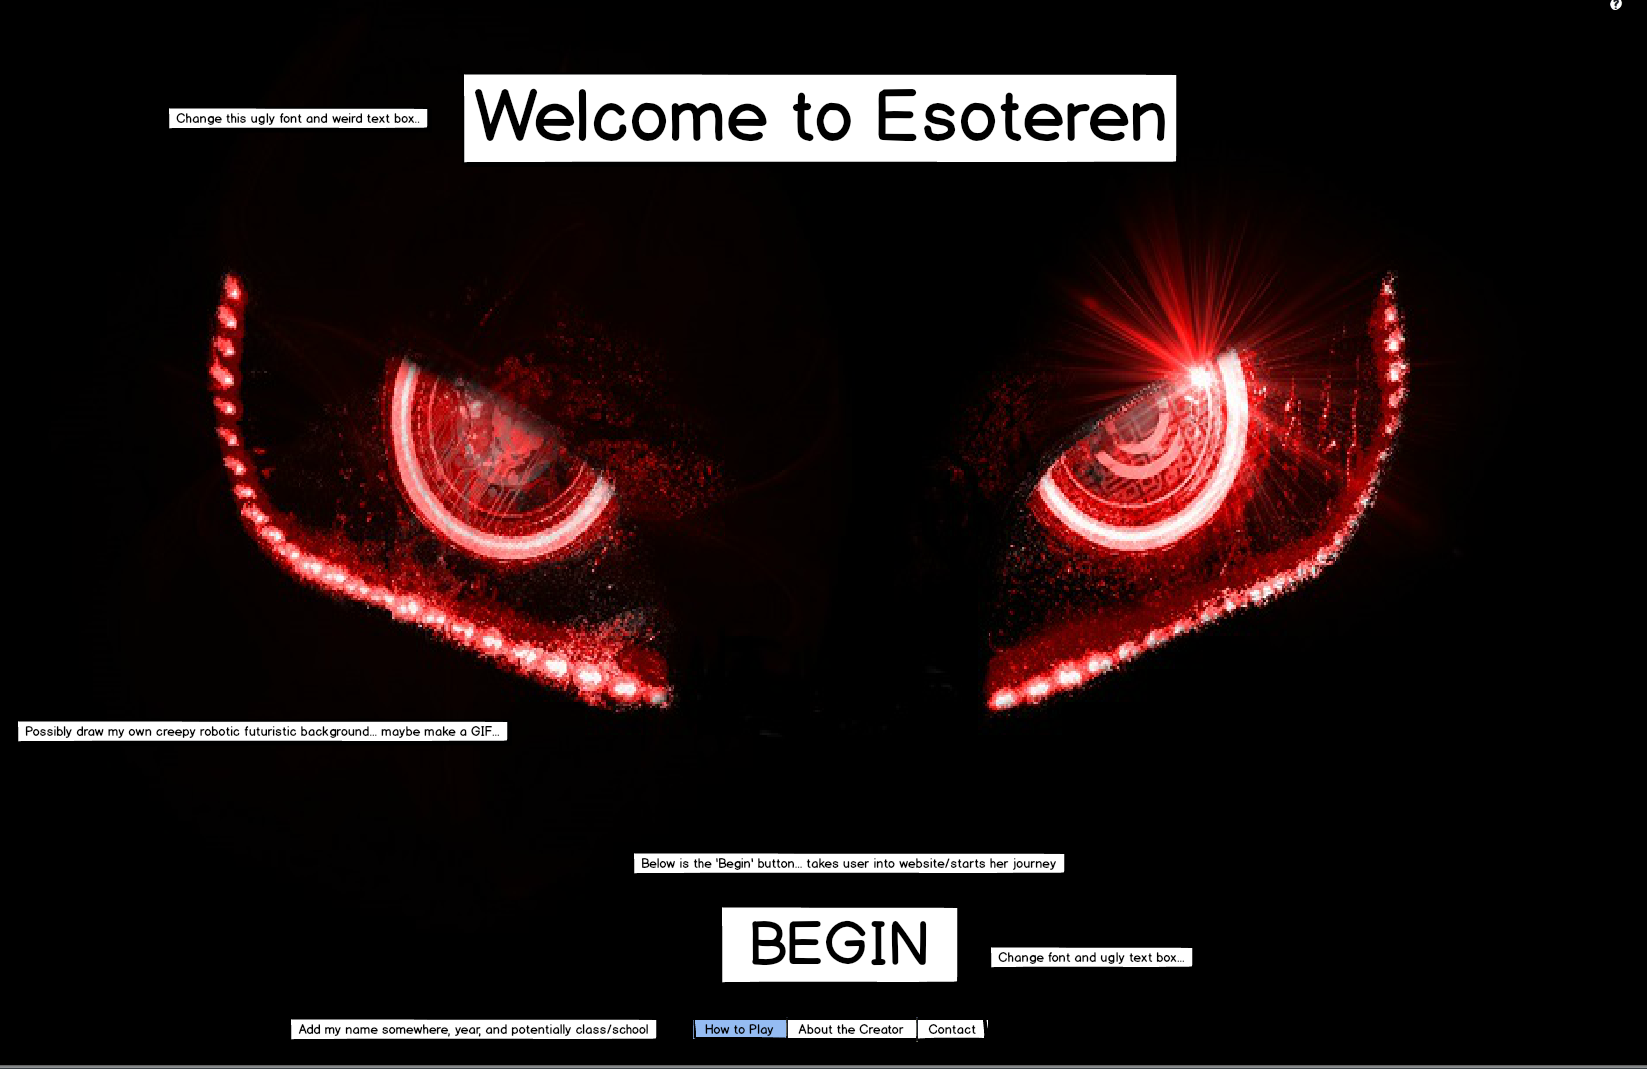 ?
Welcome to Esoteren
Change this ugly font and weird text box..
Possibly draw my own creepy robotic futuristic background... maybe make a GIF...
Below is the 'Begin' button... takes user into website/starts her journey
BEGIN
Change font and ugly text box...
Add my name somewhere, year, and potentially class/school
How to Play
About the Creator
Contact